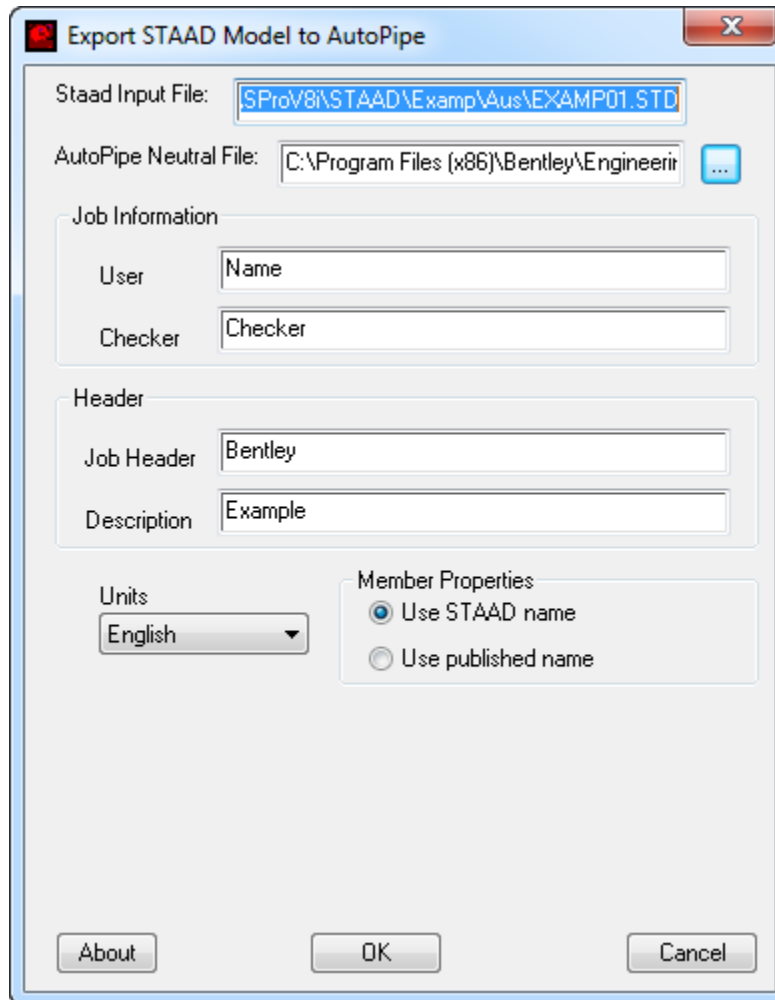 Export STAAD Model to AutoPipe
Staad Input File: SProV8i\STAAD\Examp\Aus\EXAMP01.STD
AutoPipe Neutral File: C:\Program Files (x86)\Bentley\Engineerin ...
Job Information
User Name
Checker Checker
Header
Job Header Bentley
Description Example
Units
English
Member Properties
Use STAAD name
Use published name
About OK Cancel